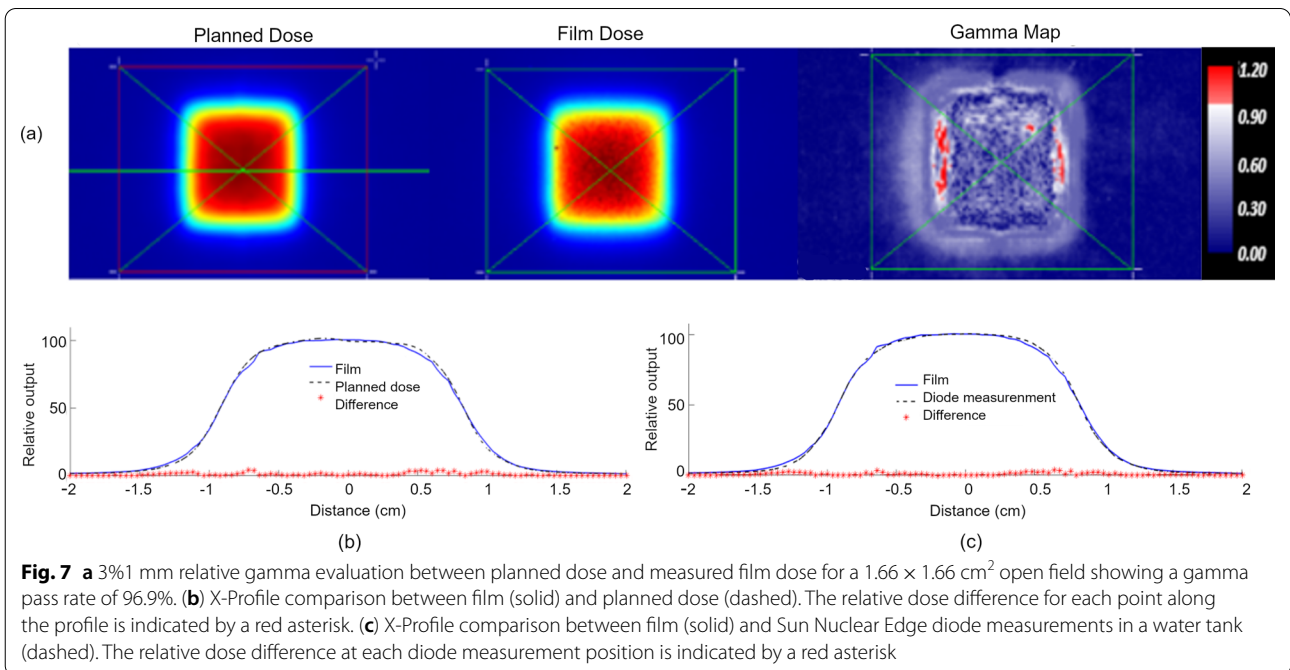 Planned Dose
Film Dose
Gamma Map
(a)
1.20
0.90
0.60
0.30
0.00
Relative output
100
50
0
Film
Planned dose
Difference
-2
-1
-0.5
0
0.5
1
1.5
2
Distance (cm)
(b)
Relative output
100
50
0
Film
Diode measurenment
Difference
-2
-1.5
-1
-0.5
0
0.5
1
1.5
2
Distance (cm)
(c)
Fig. 7 a 3%1 mm relative gamma evaluation between planned dose and measured film dose for a 1.66 × 1.66 cm² open field showing a gamma
pass rate of 96.9%. (b) X-Profile comparison between film (solid) and planned dose (dashed). The relative dose difference for each point along
the profile is indicated by a red asterisk. (c) X-Profile comparison between film (solid) and Sun Nuclear Edge diode measurements in a water tank
(dashed). The relative dose difference at each diode measurement position is indicated by a red asterisk